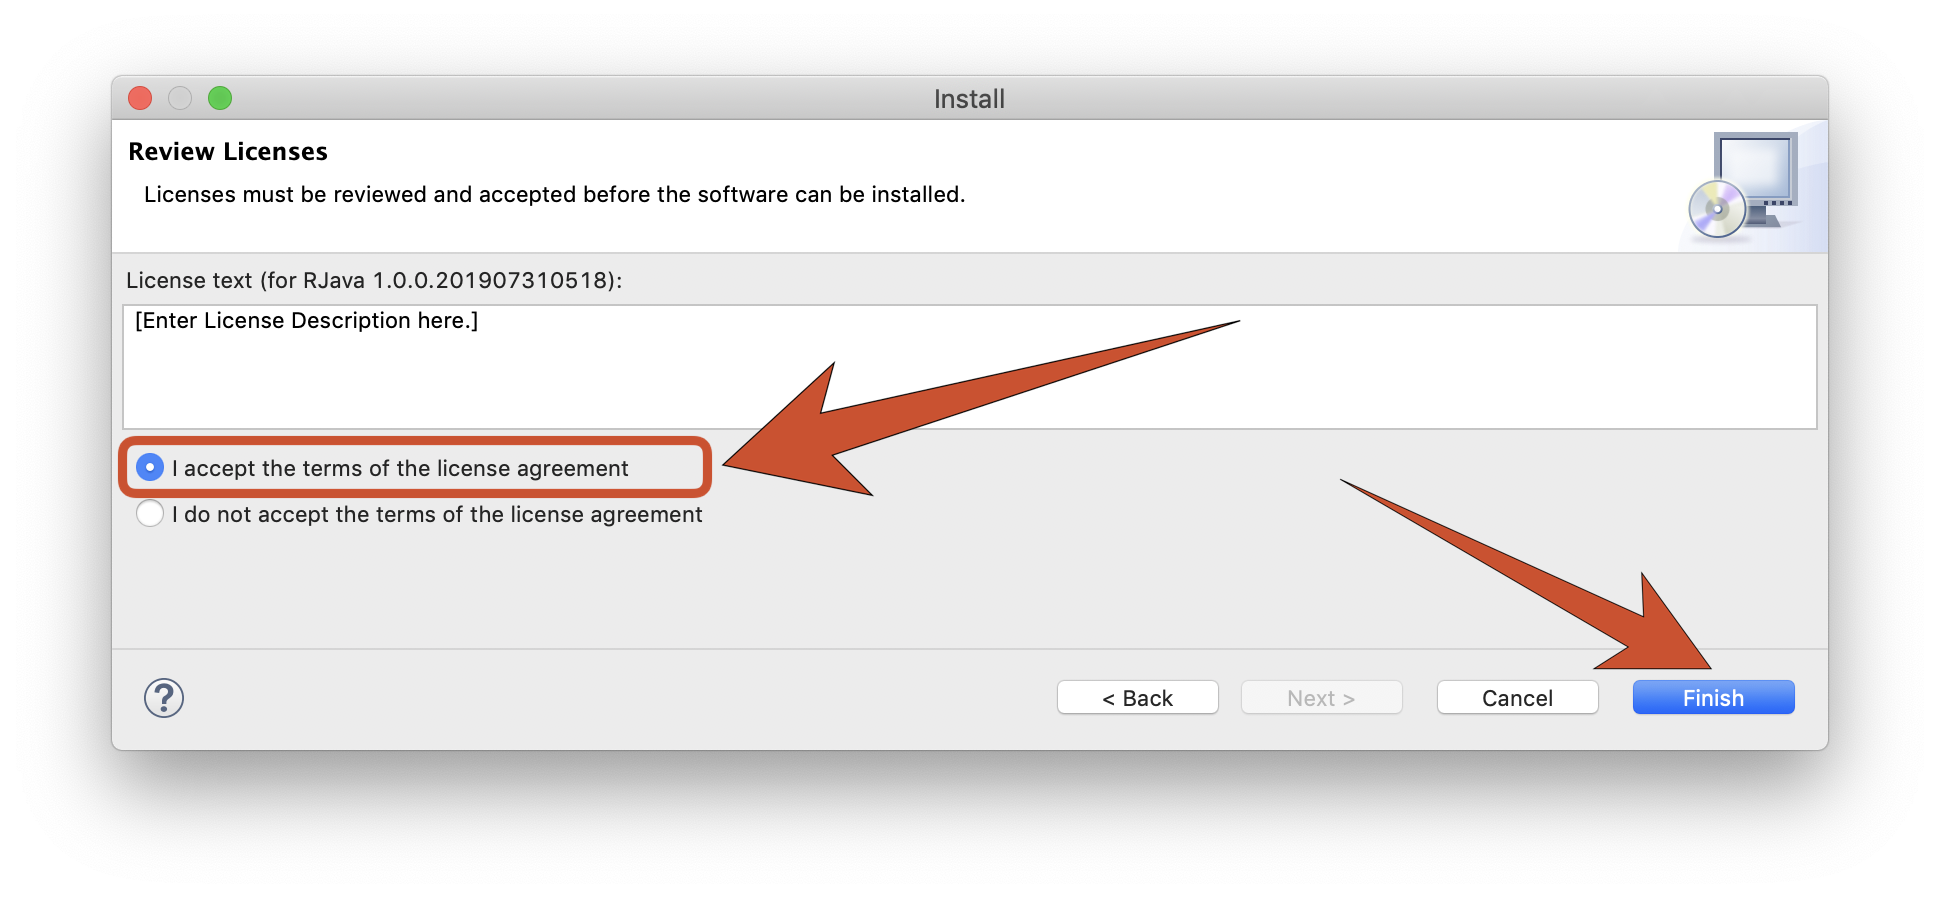 Install
Review Licenses
Licenses must be reviewed and accepted before the software can be installed.
License text (for RJava 1.0.0.201907310518):
[Enter License Description here.]
I accept the terms of the license agreement
I do not accept the terms of the license agreement
?
< Back
Next >
Cancel
Finish